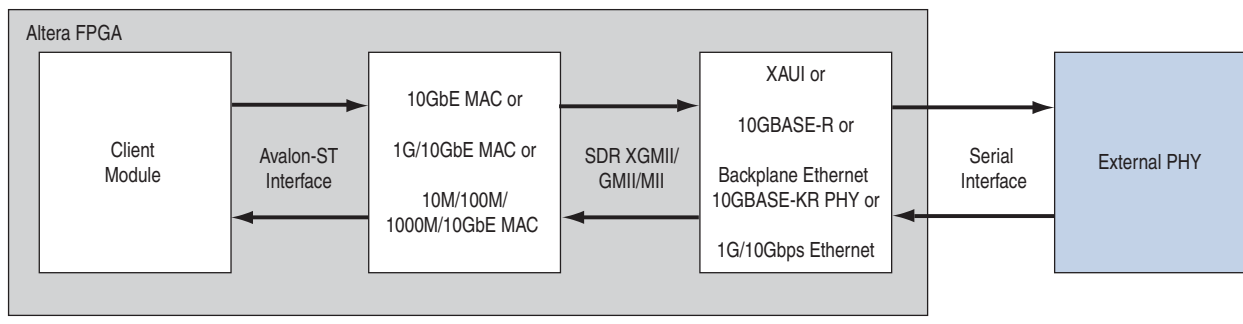 Altera FPGA
Client
Module
Avalon-ST
Interface
10GbE MAC or
1G/10GbE MAC or
10M/100M/
1000M/10GbE MAC
SDR XGMII/
GMII/MII
XAUI or
10GBASE-R or
Backplane Ethernet
10GBASE-KR PHY or
1G/10Gbps Ethernet
Serial
Interface
External PHY